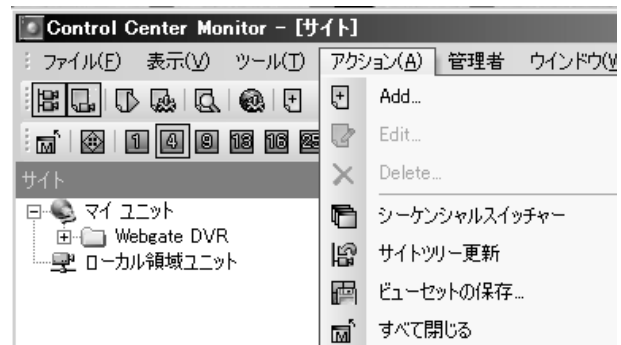 Control Center Monitor - [サイト]
ファイル(F) 表示(V) ツール(T) アクション(A) 管理者 ウインドウ(W
1 4 9 13 16 25
サイト
マイ ユニット
Webgate DVR
ローカル領域ユニット
Add...
Edit...
Delete...
シーケンシャルスイッチャー
サイトツリー更新
ビューセットの保存...
すべて閉じる